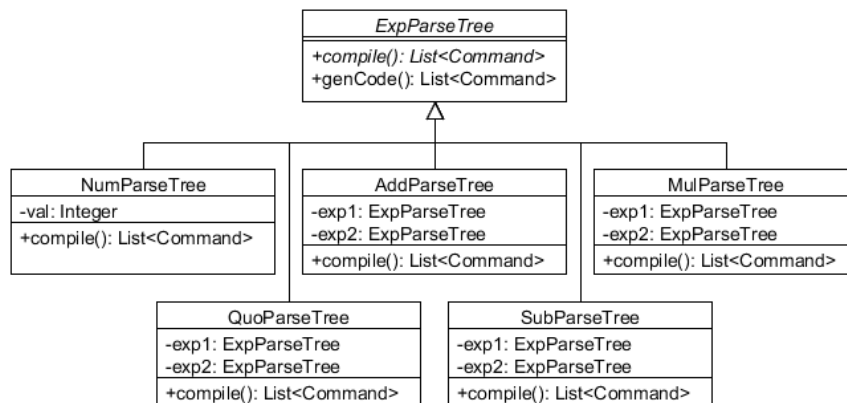 ExpParseTree
+compile(): List<Command>
+genCode(): List<Command>
NumParseTree
-val: Integer
+compile(): List<Command>
AddParseTree
-exp1: ExpParseTree
-exp2: ExpParseTree
+compile(): List<Command>
MulParseTree
-exp1: ExpParseTree
-exp2: ExpParseTree
+compile(): List<Command>
QuoParseTree
-exp1: ExpParseTree
-exp2: ExpParseTree
+compile(): List<Command>
SubParseTree
-exp1: ExpParseTree
-exp2: ExpParseTree
+compile(): List<Command>